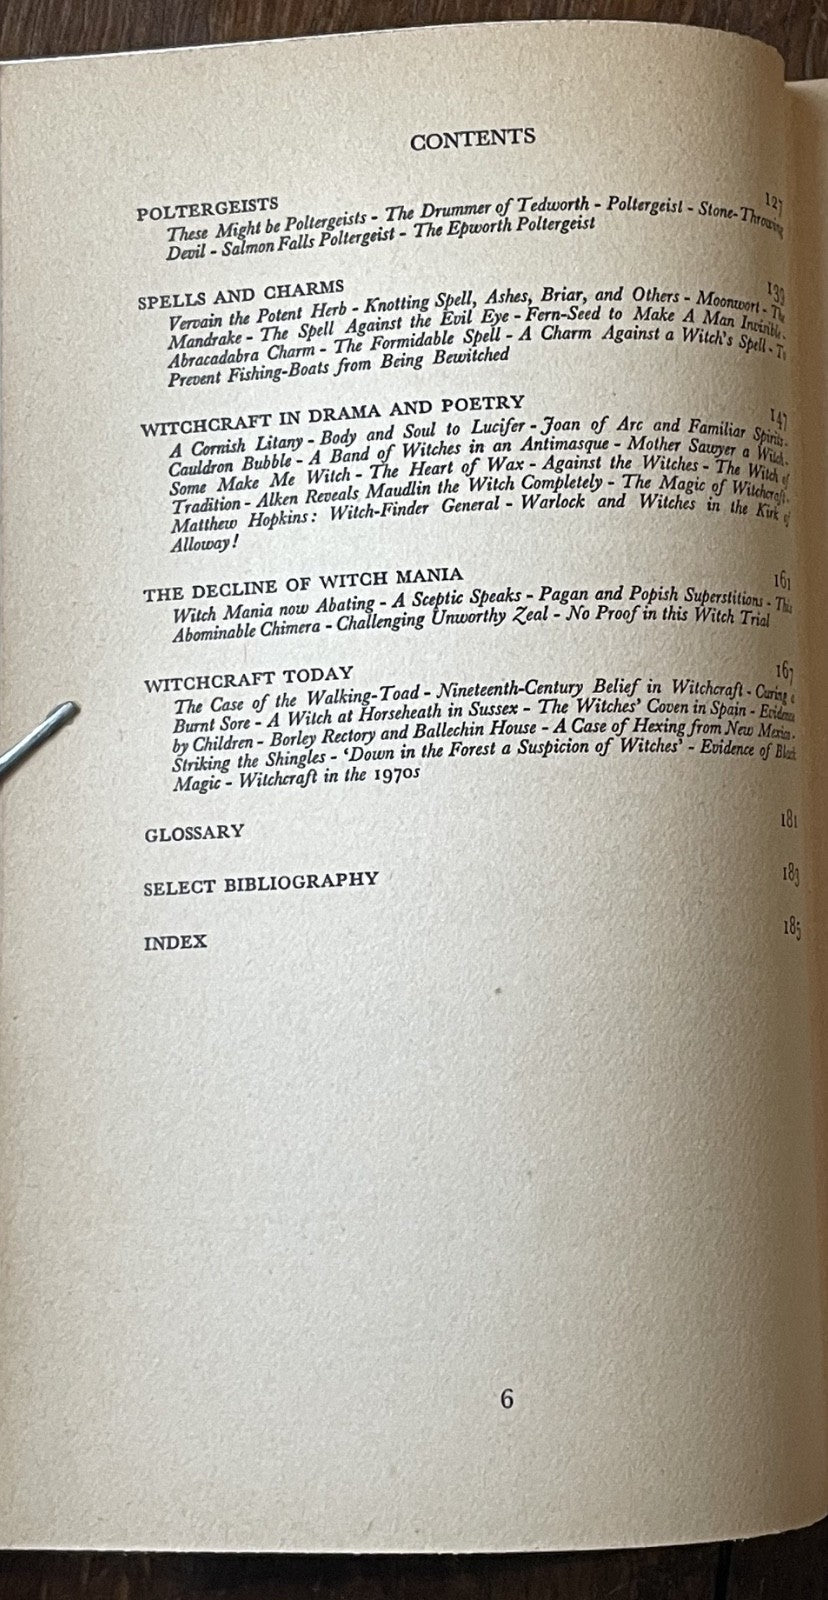 CONTENTS
POLTERGEISTS 127
These Might be Poltergeists - The Drummer of Tedworth - Poltergeist - Stone-Throwing
Devil - Salmon Falls Poltergeist - The Epworth Poltergeist
SPELLS AND CHARMS 139
Vervain the Potent Herb - Knotting Spell, Ashes, Briar, and Others - Moonwort - The
Mandrake - The Spell Against the Evil Eye - Fern-Seed to Make A Man Invisible -
Abracadabra Charm - The Formidable Spell - A Charm Against a Witch's Spell - To
Prevent Fishing-Boats from Being Bewitched
WITCHCRAFT IN DRAMA AND POETRY 147
A Cornish Litany - Body and Soul to Lucifer - Joan of Arc and Familiar Spirits -
Cauldron Bubble - A Band of Witches in an Antimasque - Mother Sawyer a Witch -
Some Make Me Witch - The Heart of Wax - Against the Witches - The Witch of
Tradition - Alken Reveals Maudlin the Witch Completely - The Magic of Witchcraft -
Matthew Hopkins: Witch-Finder General - Warlock and Witches in the Kirk of
Alloway!
THE DECLINE OF WITCH MANIA 161
Witch Mania now Abating - A Sceptic Speaks - Pagan and Popish Superstitions - This
Abominable Chimera - Challenging Unworthy Zeal - No Proof in this Witch Trial
WITCHCRAFT TODAY 167
The Case of the Walking-Toad - Nineteenth-Century Belief in Witchcraft - Curing a
Burnt Sore - A Witch at Horseheath in Sussex - The Witches' Coven in Spain - Evidence
by Children - Borley Rectory and Ballechin House - A Case of Hexing from New Mexico -
Striking the Shingles - 'Down in the Forest a Suspicion of Witches' - Evidence of Black
Magic - Witchcraft in the 1970s
GLOSSARY 181
SELECT BIBLIOGRAPHY 183
INDEX 185
6